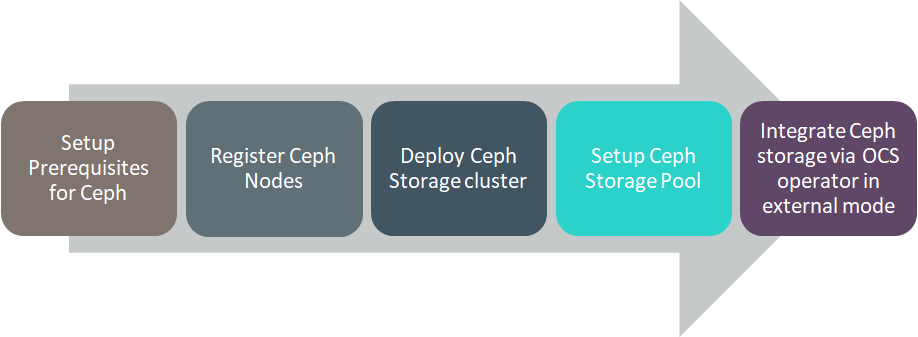 Setup
Prerequisites
for Ceph
Register Ceph
Nodes
Deploy Ceph
Storage cluster
Setup Ceph
Storage Pool
Integrate Ceph
storage via OCS
operator in
external mode